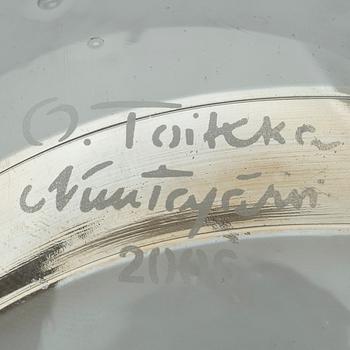 O. Toikka
Nuutajärvi
2006